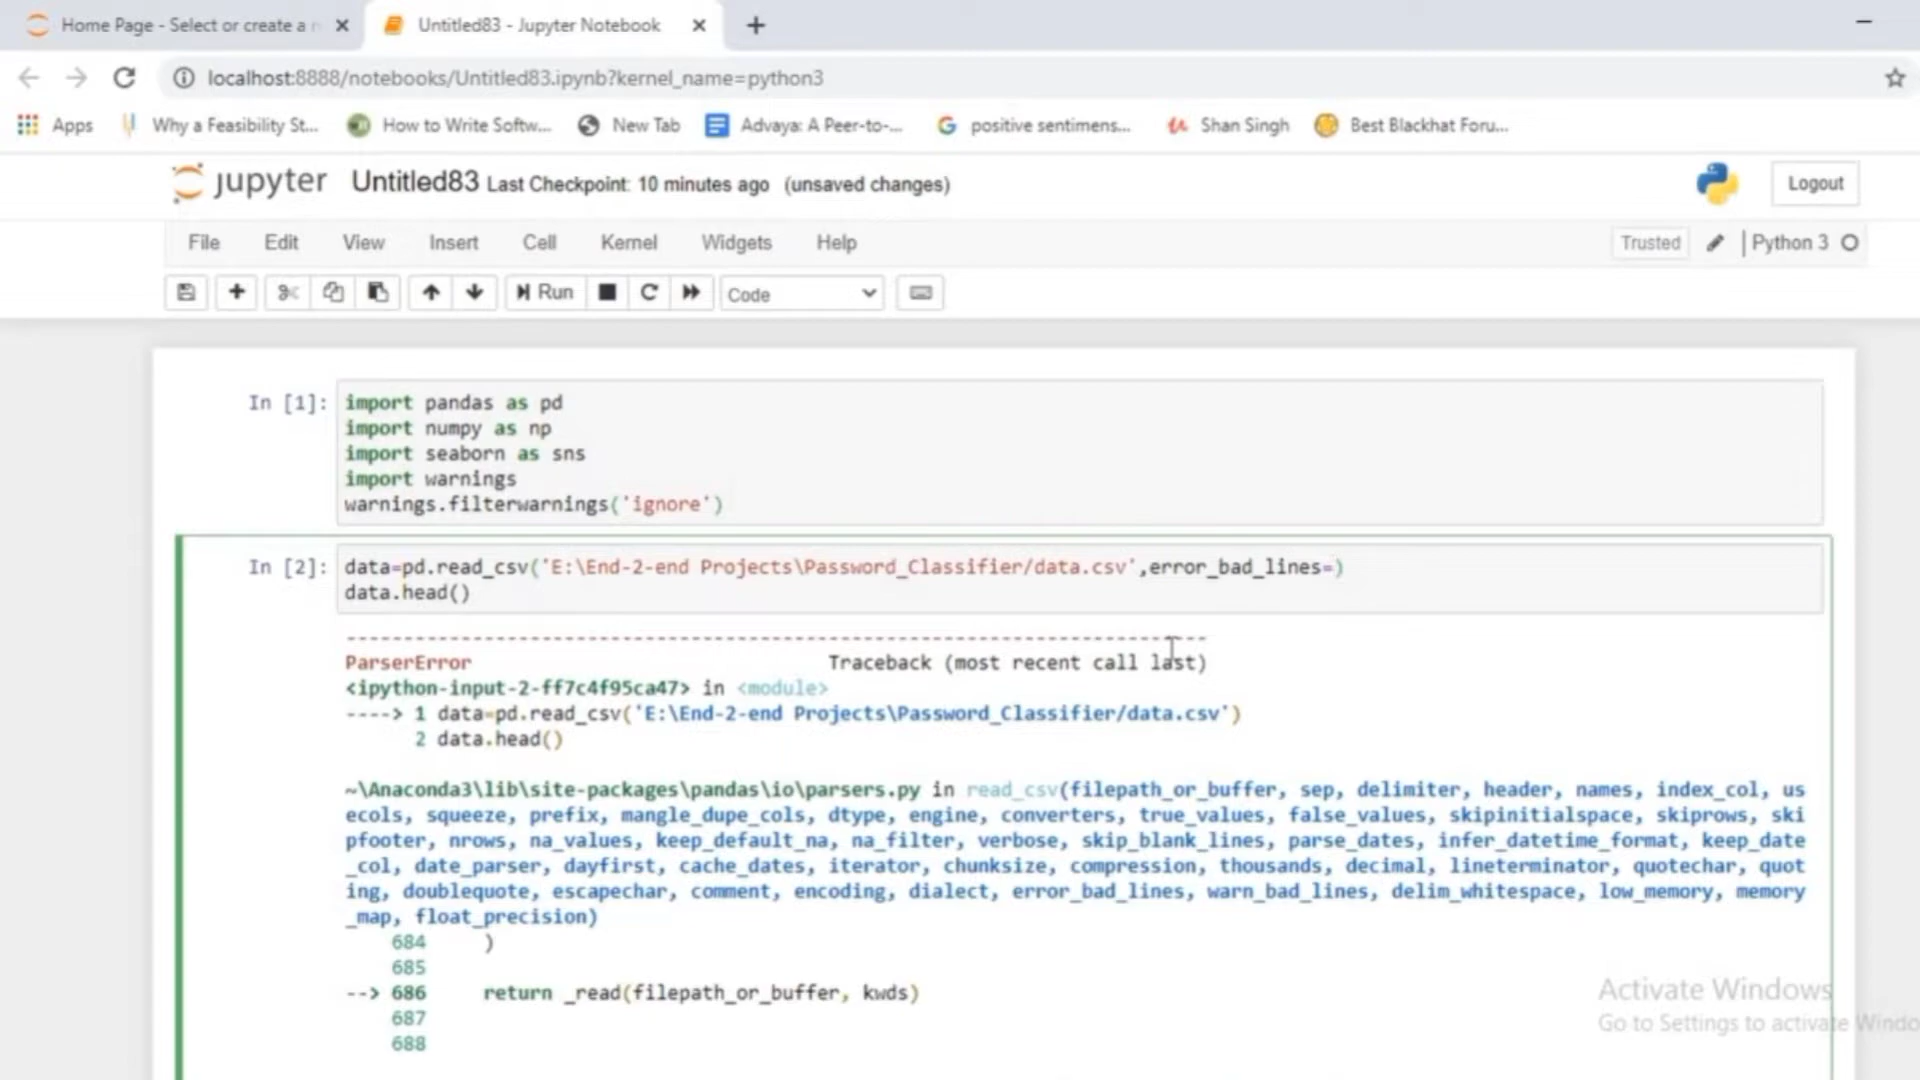 Home Page - Select or create a n
Untitled83 - Jupyter Notebook
localhost:8888/notebooks/Untitled83.ipynb?kernel_name=python3
Apps
Why a Feasibility St...
How to Write Softw...
New Tab
Advaya: A Peer-to-...
positive sentimens...
Shan Singh
Best Blackhat Foru...
jupyter
Untitled83 Last Checkpoint: 10 minutes ago (unsaved changes)
Logout
File Edit View Insert Cell Kernel Widgets Help
Trusted
Python 3
Run
Code
In [1]: import pandas as pd
import numpy as np
import seaborn as sns
import warnings
warnings.filterwarnings('ignore')
In [2]: data=pd.read_csv('E:\End-2-end Projects\Password_Classifier/data.csv',error_bad_lines=)
data.head()
---------------------------------------------------------------------------
ParserError Traceback (most recent call last)
<ipython-input-2-ff7c4f95ca47> in <module>
----> 1 data=pd.read_csv('E:\End-2-end Projects\Password_Classifier/data.csv')
2 data.head()
~\Anaconda3\lib\site-packages\pandas\io\parsers.py in read_csv(filepath_or_buffer, sep, delimiter, header, names, index_col, us
ecols, squeeze, prefix, mangle_dupe_cols, dtype, engine, converters, true_values, false_values, skipinitialspace, skiprows, ski
pfooter, nrows, na_values, keep_default_na, na_filter, verbose, skip_blank_lines, parse_dates, infer_datetime_format, keep_date
_col, date_parser, dayfirst, cache_dates, iterator, chunksize, compression, thousands, decimal, lineterminator, quotechar, quot
ing, doublequote, escapechar, comment, encoding, dialect, error_bad_lines, warn_bad_lines, delim_whitespace, low_memory, memory
_map, float_precision)
684 )
685
--> 686 return _read(filepath_or_buffer, kwds)
687
688
Activate Windows
Go to Settings to activate Windo